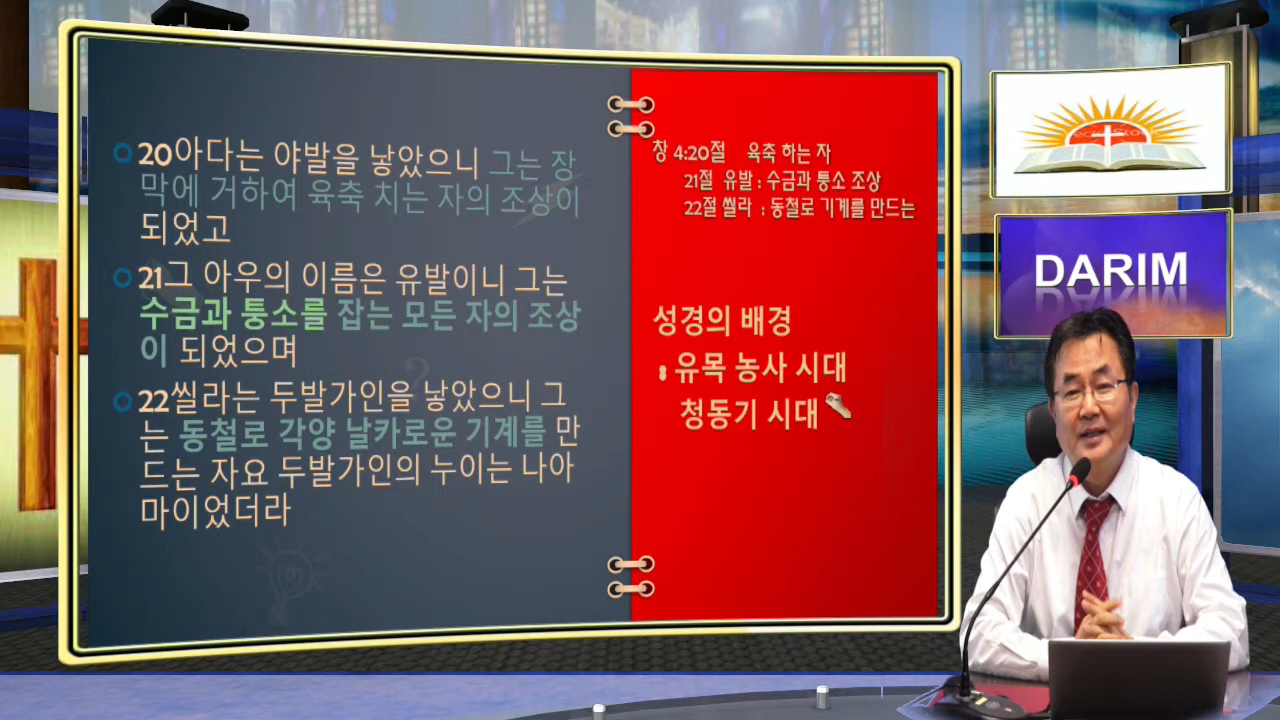 20아다는 야발을 낳았으니 그는 장
막에 거하여 육축 치는 자의 조상이
되었고
21그 아우의 이름은 유발이니 그는
수금과 퉁소를 잡는 모든 자의 조상
이 되었으며
22씰라는 두발가인을 낳았으니 그
는 동철로 각양 날카로운 기계를 만
드는 자요 두발가인의 누이는 나아
마이었더라
창 4:20절 육축 하는 자
21절 유발 : 수금과 퉁소 조상
22절 씰라 : 동철로 기계를 만드는
성경의 배경
: 유목 농사 시대
청동기 시대
DARIM